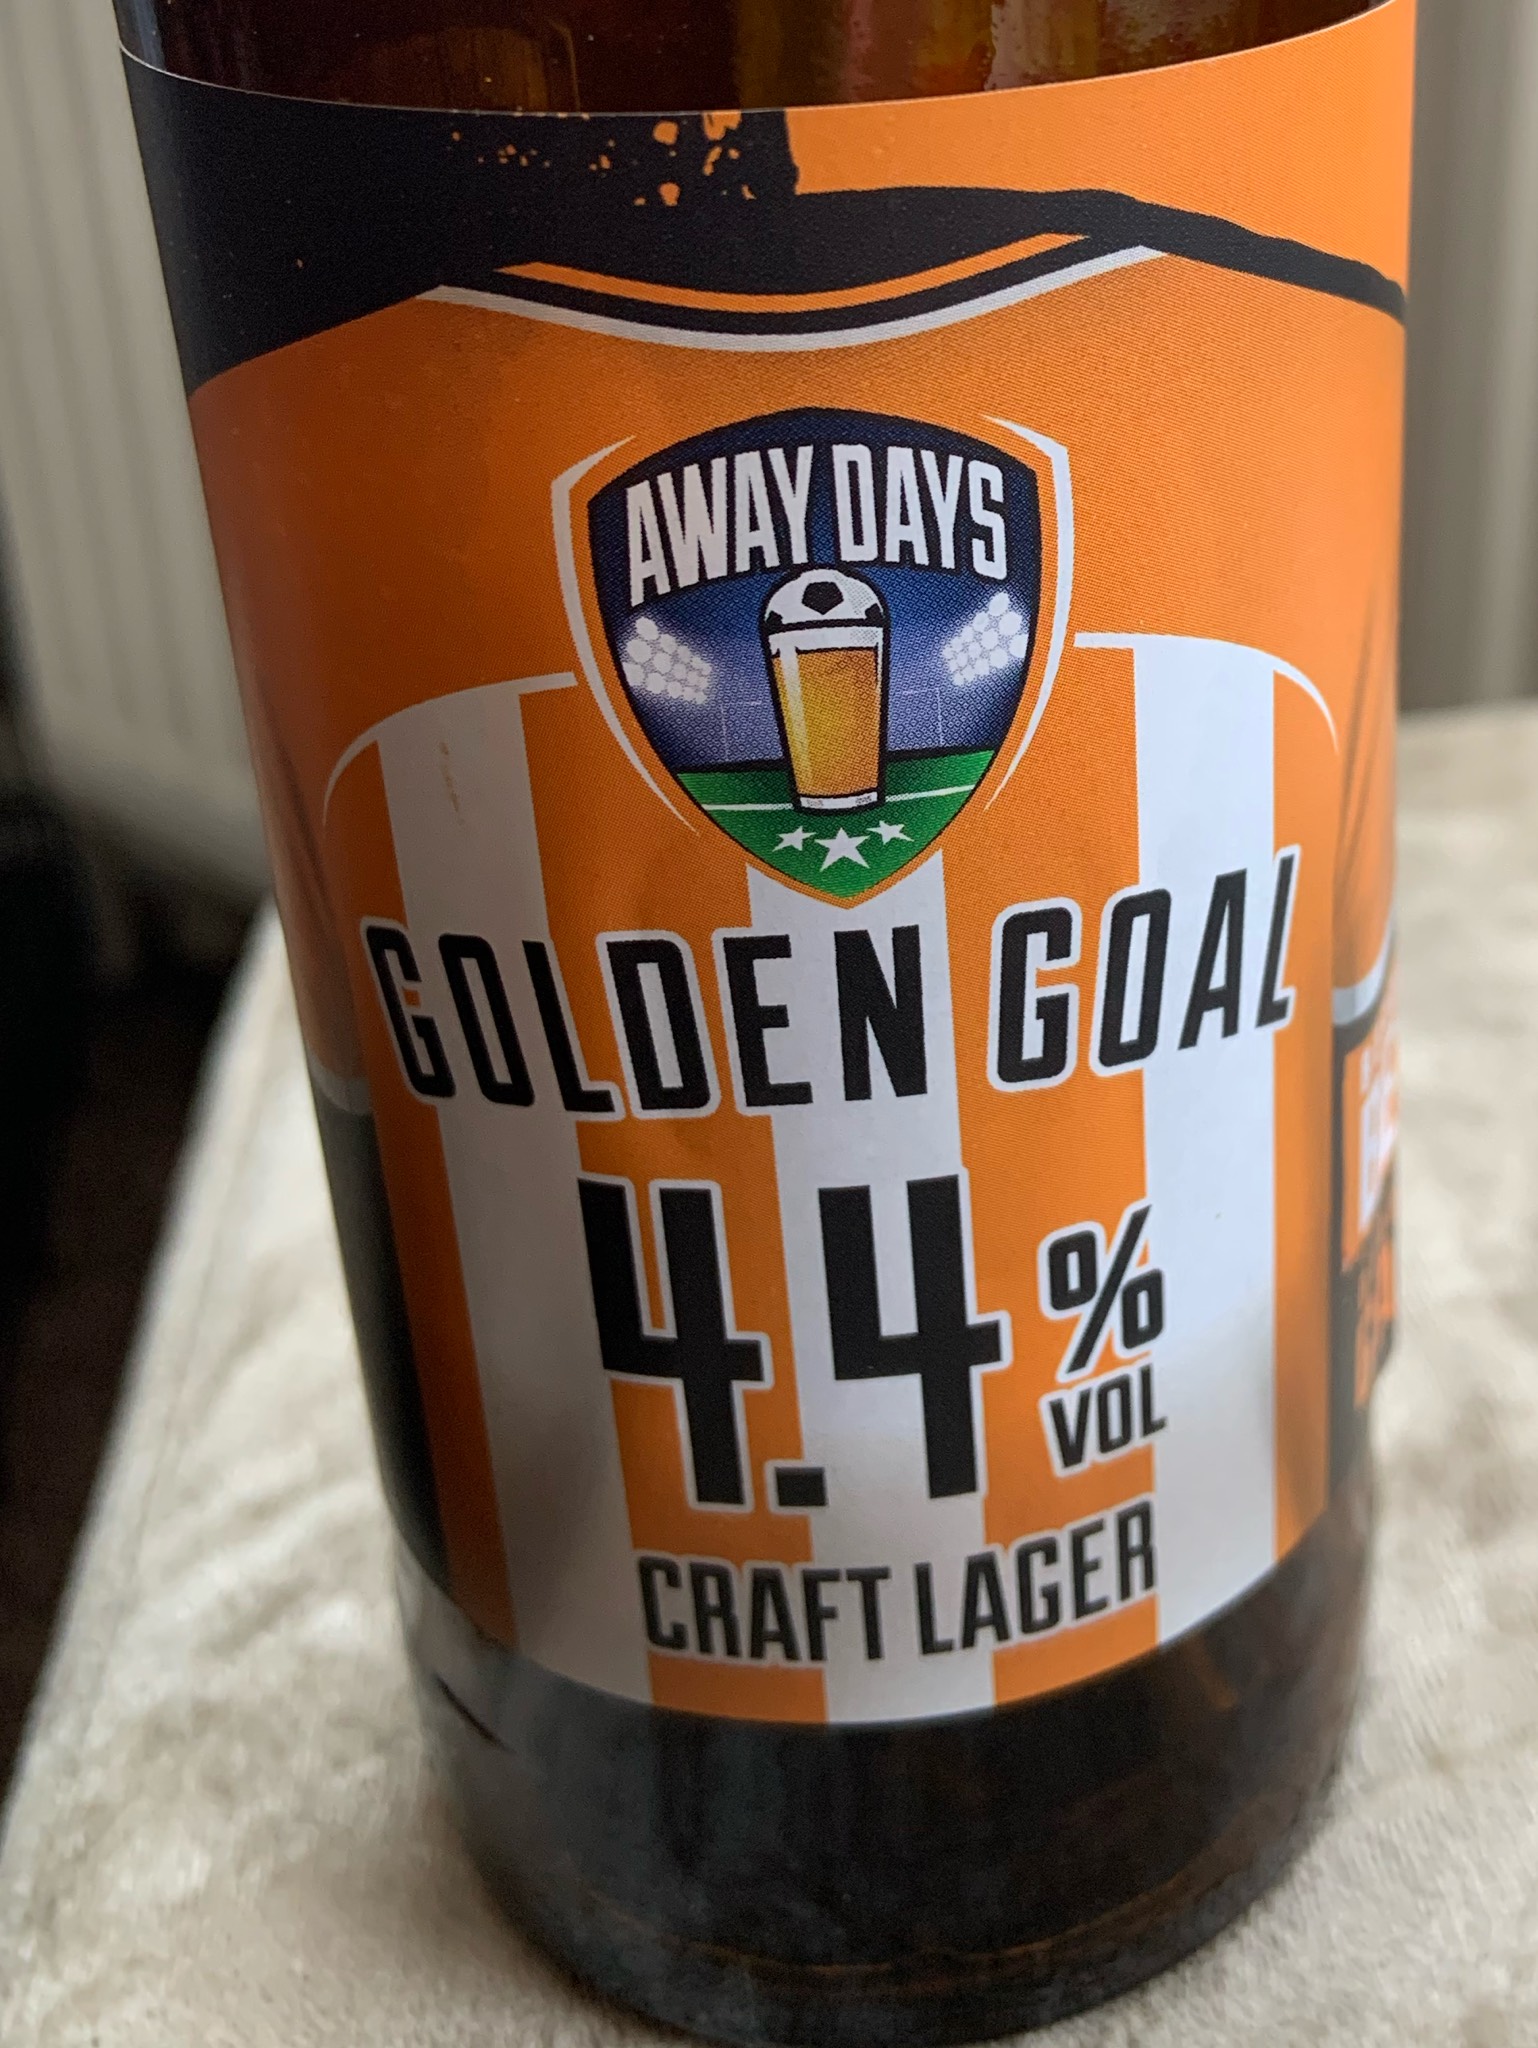 AWAY DAYS
GOLDEN GOAL
4.4% VOL
CRAFT LAGER